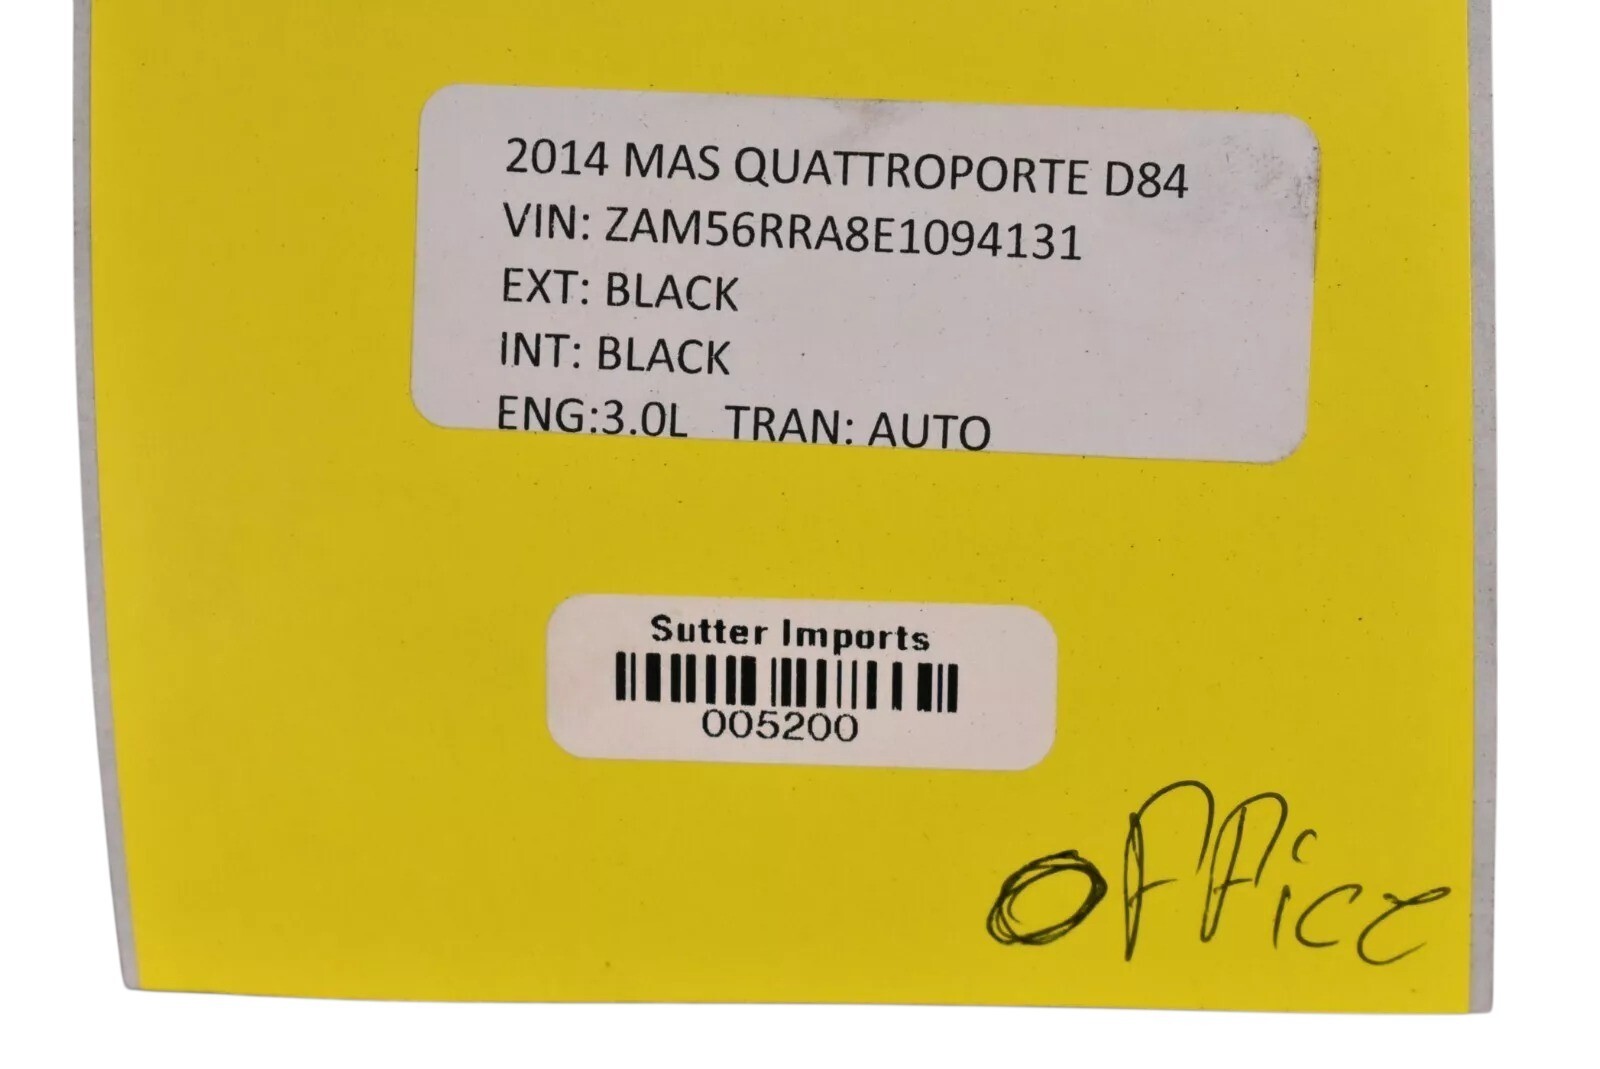 2014 MAS QUATTROPORTE D84
VIN: ZAM56RRA8E1094131
EXT: BLACK
INT: BLACK
ENG:3.0L TRAN: AUTO
Sutter Imports
005200
office